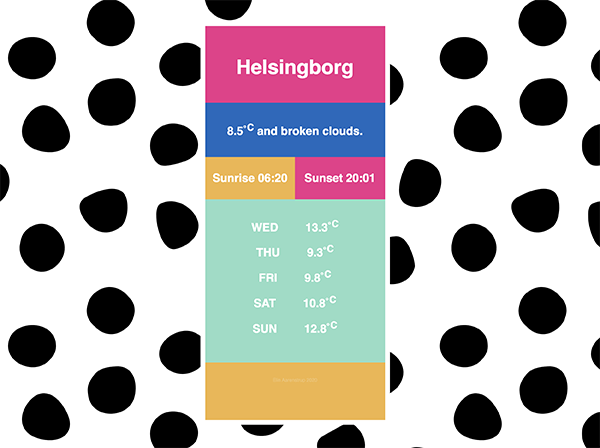 Helsingborg
8.5°C and broken clouds.
Sunrise 06:20 Sunset 20:01
WED 13.3°C
THU 9.3°C
FRI 9.8°C
SAT 10.8°C
SUN 12.8°C